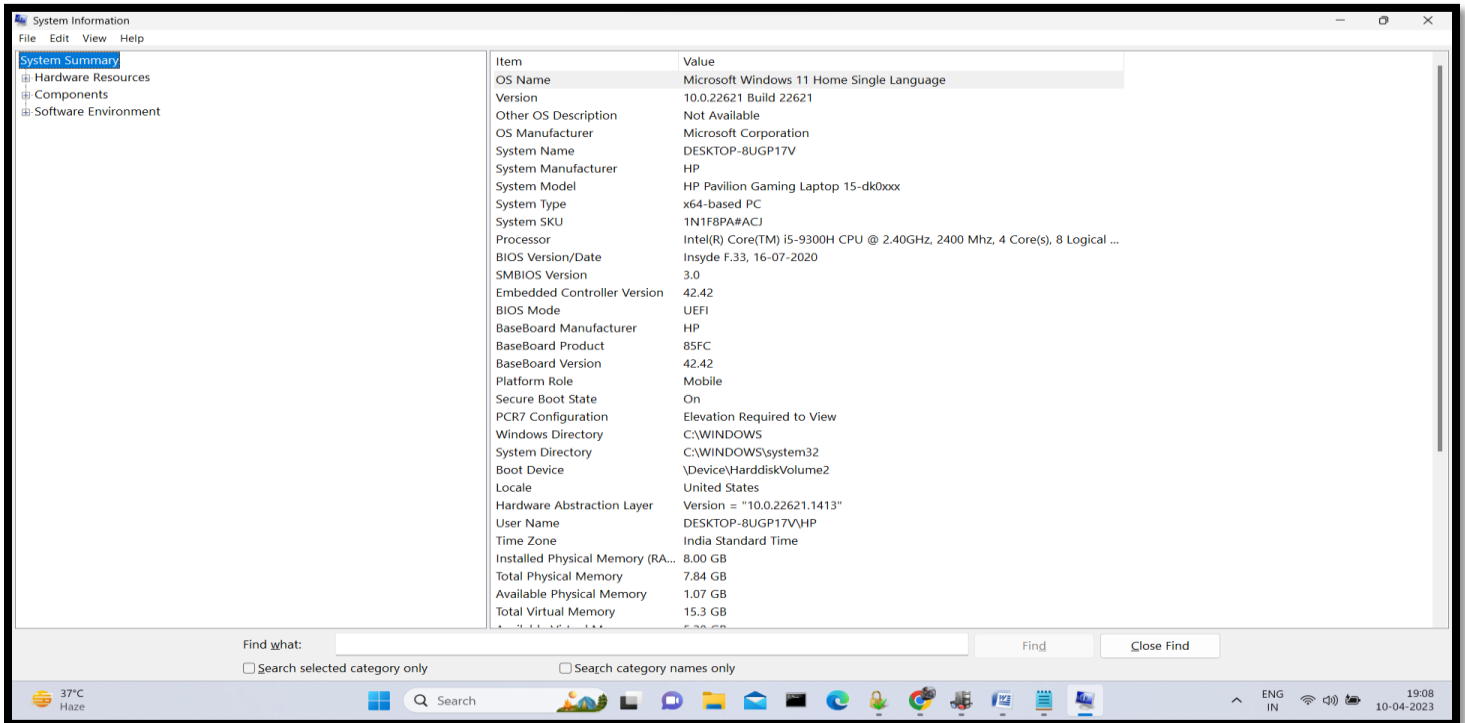 System Information
File Edit View Help
System Summary
Hardware Resources
Components
Software Environment
Item Value
OS Name Microsoft Windows 11 Home Single Language
Version 10.0.22621 Build 22621
Other OS Description Not Available
OS Manufacturer Microsoft Corporation
System Name DESKTOP-8UGP17V
System Manufacturer HP
System Model HP Pavilion Gaming Laptop 15-dk0xxx
System Type x64-based PC
System SKU 1N1F8PA#ACJ
Processor Intel(R) Core(TM) i5-9300H CPU @ 2.40GHz, 2400 Mhz, 4 Core(s), 8 Logical ...
BIOS Version/Date Insyde F.33, 16-07-2020
SMBIOS Version 3.0
Embedded Controller Version 42.42
BIOS Mode UEFI
BaseBoard Manufacturer HP
BaseBoard Product 85FC
BaseBoard Version 42.42
Platform Role Mobile
Secure Boot State On
PCR7 Configuration Elevation Required to View
Windows Directory C:\WINDOWS
System Directory C:\WINDOWS\system32
Boot Device \Device\HarddiskVolume2
Locale United States
Hardware Abstraction Layer Version = "10.0.22621.1413"
User Name DESKTOP-8UGP17V\HP
Time Zone India Standard Time
Installed Physical Memory (RA... 8.00 GB
Total Physical Memory 7.84 GB
Available Physical Memory 1.07 GB
Total Virtual Memory 15.3 GB
Find what: Find Close Find
Search selected category only Search category names only
37°C
Haze
Search
ENG
IN
19:08
10-04-2023